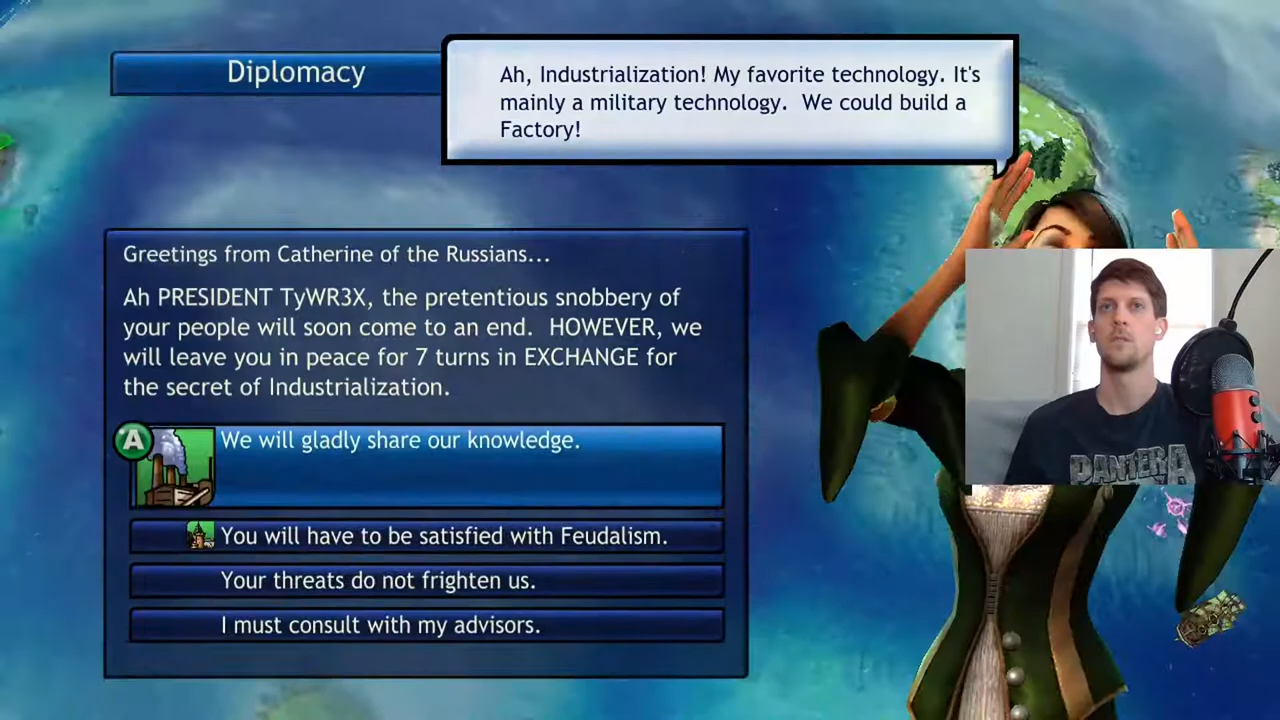 Diplomacy
Ah, Industrialization! My favorite technology. It's
mainly a military technology. We could build a
Factory!
Greetings from Catherine of the Russians...
Ah PRESIDENT TyWR3X, the pretentious snobbery of
your people will soon come to an end. HOWEVER, we
will leave you in peace for 7 turns in EXCHANGE for
the secret of Industrialization.
A
We will gladly share our knowledge.
You will have to be satisfied with Feudalism.
Your threats do not frighten us.
I must consult with my advisors.
PANTERA